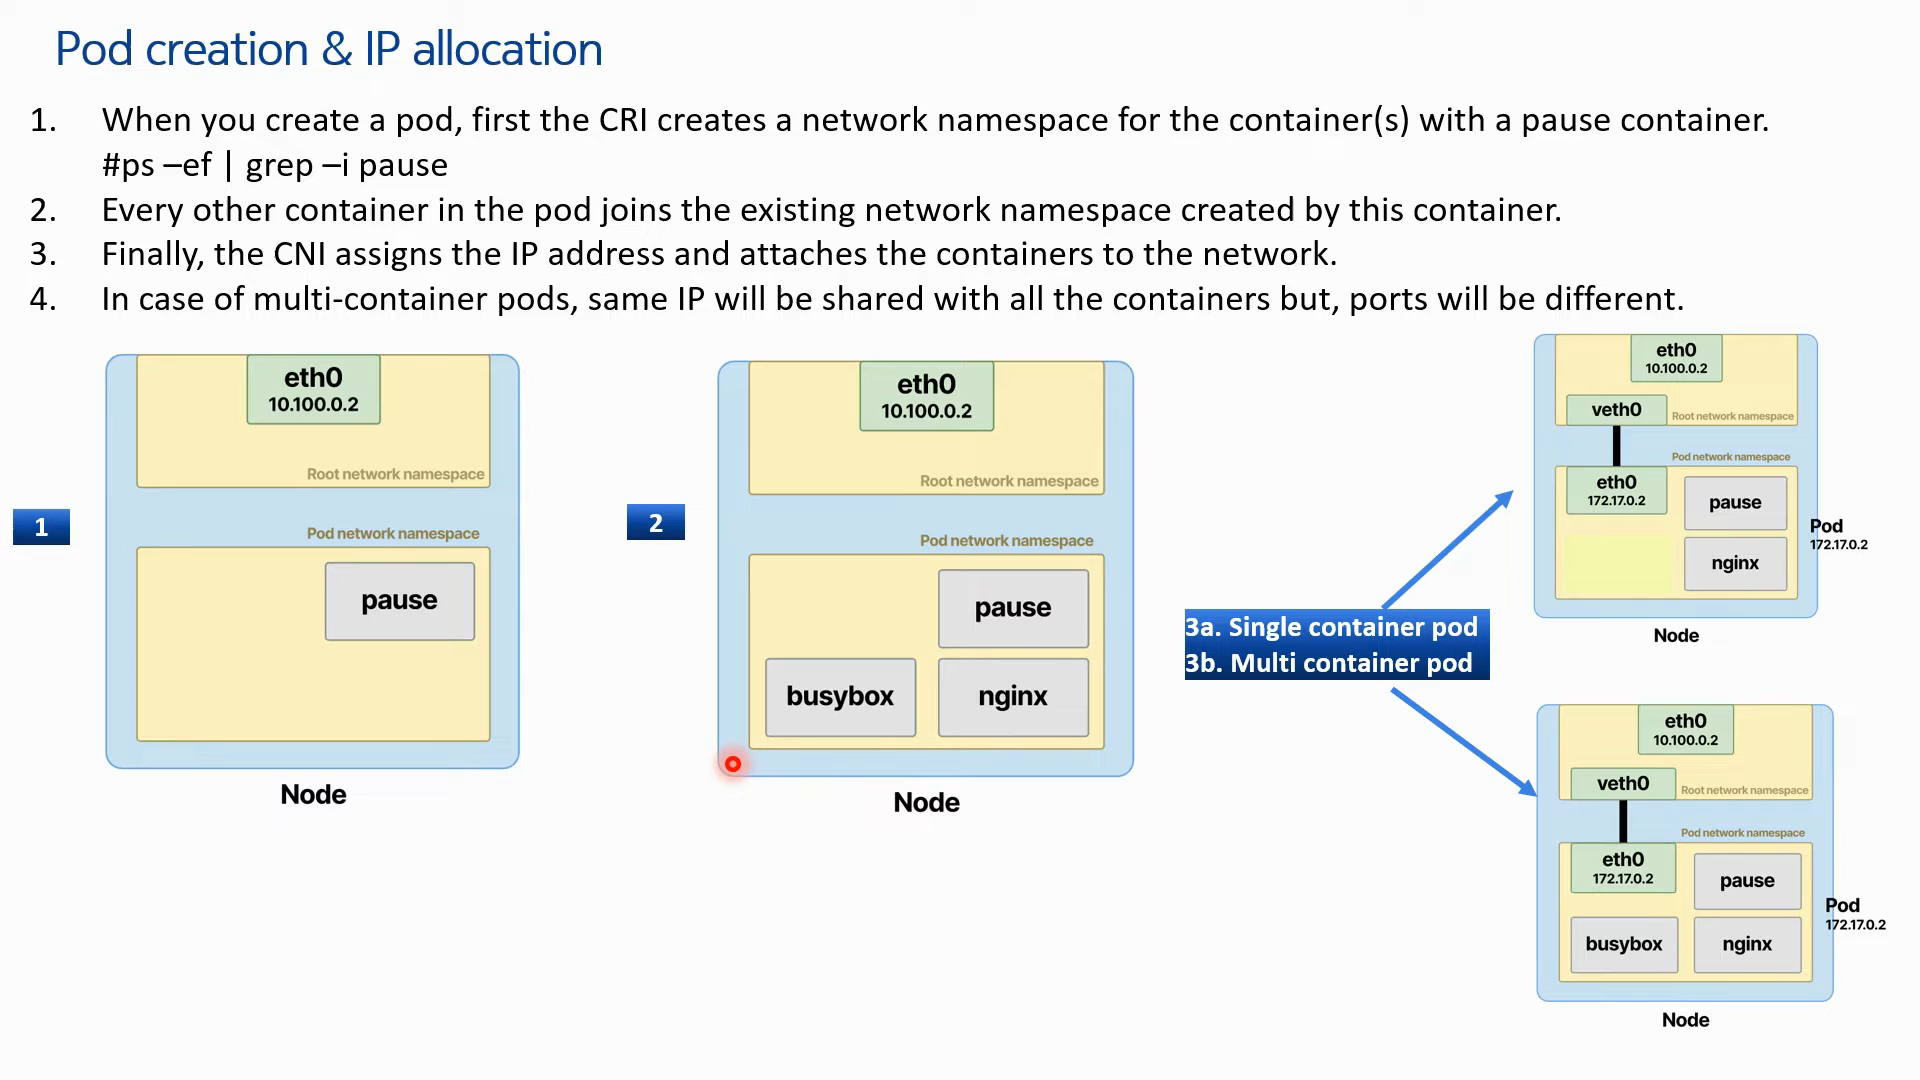 Pod creation & IP allocation
1. When you create a pod, first the CRI creates a network namespace for the container(s) with a pause container.
#ps –ef | grep –i pause
2. Every other container in the pod joins the existing network namespace created by this container.
3. Finally, the CNI assigns the IP address and attaches the containers to the network.
4. In case of multi-container pods, same IP will be shared with all the containers but, ports will be different.
1
eth0
10.100.0.2
Root network namespace
Pod network namespace
pause
Node
2
eth0
10.100.0.2
Root network namespace
Pod network namespace
pause
busybox
nginx
Node
3a. Single container pod
3b. Multi container pod
eth0
10.100.0.2
veth0
Root network namespace
Pod network namespace
eth0
172.17.0.2
pause
nginx
Pod
172.17.0.2
Node
eth0
10.100.0.2
veth0
Root network namespace
Pod network namespace
eth0
172.17.0.2
pause
busybox
nginx
Pod
172.17.0.2
Node